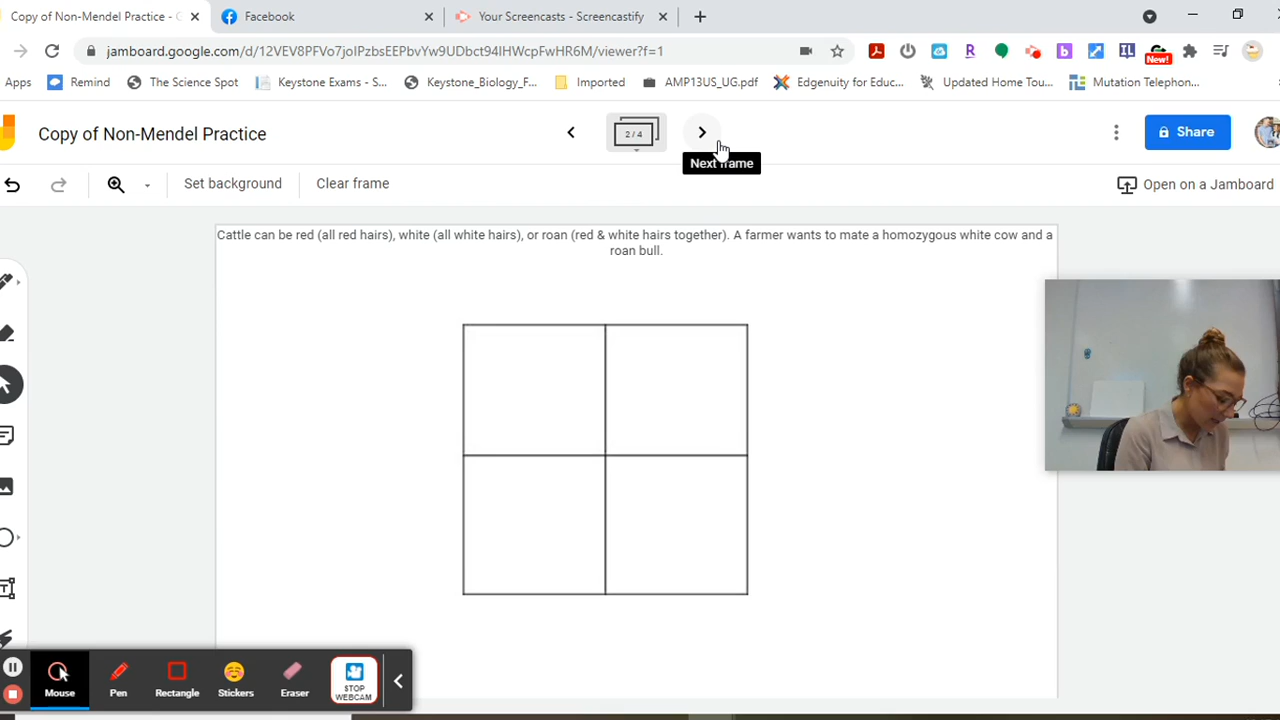 Copy of Non-Mendel Practice -
Facebook
Your Screencasts - Screencastify
jamboard.google.com/d/12VEV8PFVo7joIPzbsEEPbvYw9UDbct94IHWcpFwHR6M/viewer?f=1
New!
Apps
Remind
The Science Spot
Keystone Exams - S...
Keystone_Biology_F...
Imported
AMP13US_UG.pdf
Edgenuity for Educ...
Updated Home Tou...
Mutation Telephon...
Copy of Non-Mendel Practice
2 / 4
Share
Next frame
Set background
Clear frame
Open on a Jamboard
Cattle can be red (all red hairs), white (all white hairs), or roan (red & white hairs together). A farmer wants to mate a homozygous white cow and a
roan bull.
Mouse
Pen
Rectangle
Stickers
Eraser
STOP
WEBCAM